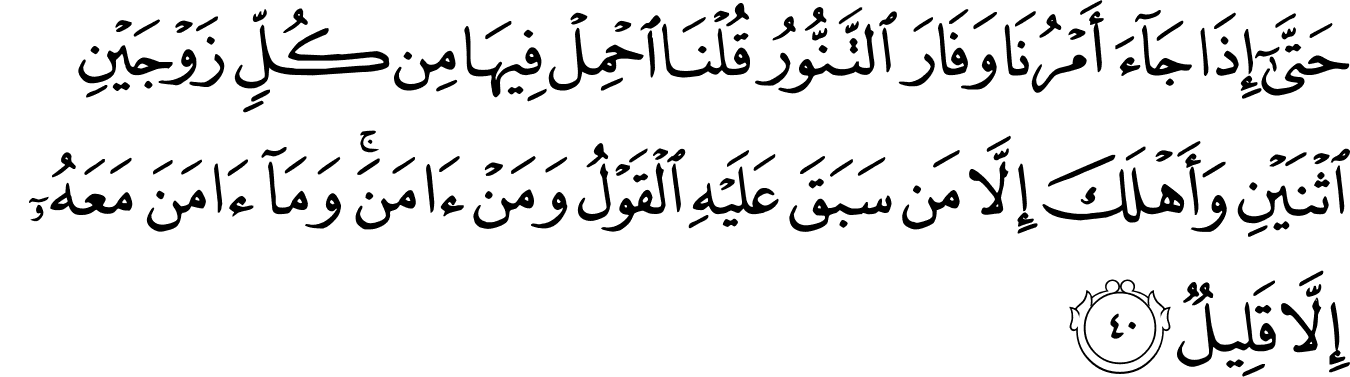 حَتَّىٰٓ إِذَا جَآءَ أَمْرُنَا وَفَارَ ٱلتَّنُّورُ قُلْنَا ٱحْمِلْ فِيهَا مِن كُلٍّ زَوْجَيْنِ
ٱثْنَيْنِ وَأَهْلَكَ إِلَّا مَن سَبَقَ عَلَيْهِ ٱلْقَوْلُ وَمَنْ ءَامَنَ ۚ وَمَآ ءَامَنَ مَعَهُۥٓ
إِلَّا قَلِيلٌ ٤٠